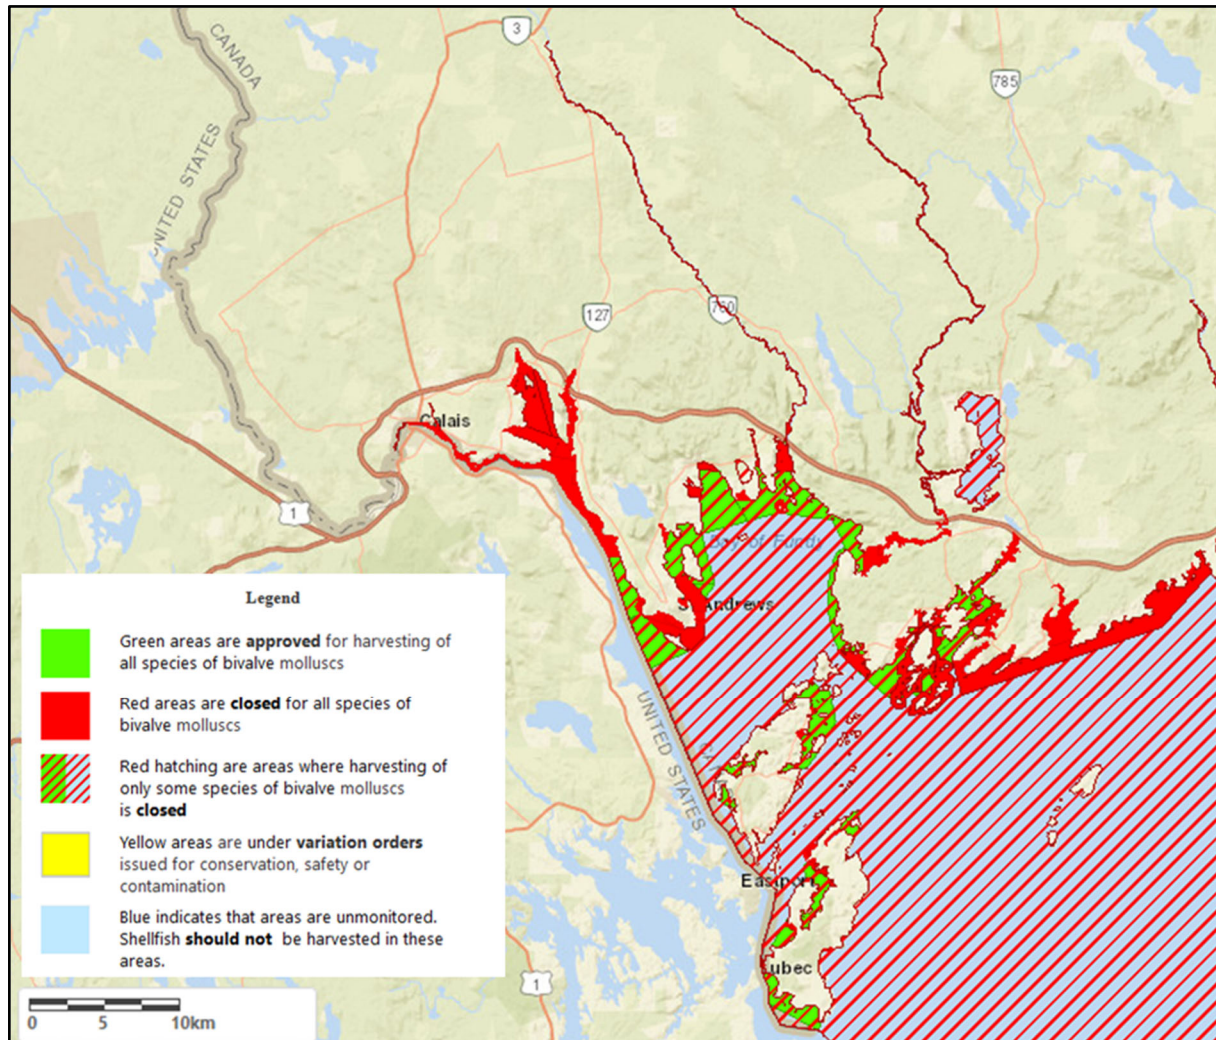 3
785
CANADA
UNITED STATES
127
760
Calais
1
Bay of Fundy
St Andrews
UNITED STATES
CANADA
Eastport
Lubec
1
Legend
Green areas are approved for harvesting of
all species of bivalve molluscs
Red areas are closed for all species of
bivalve molluscs
Red hatching are areas where harvesting of
only some species of bivalve molluscs
is closed
Yellow areas are under variation orders
issued for conservation, safety or
contamination
Blue indicates that areas are unmonitored.
Shellfish should not be harvested in these
areas.
0 5 10km